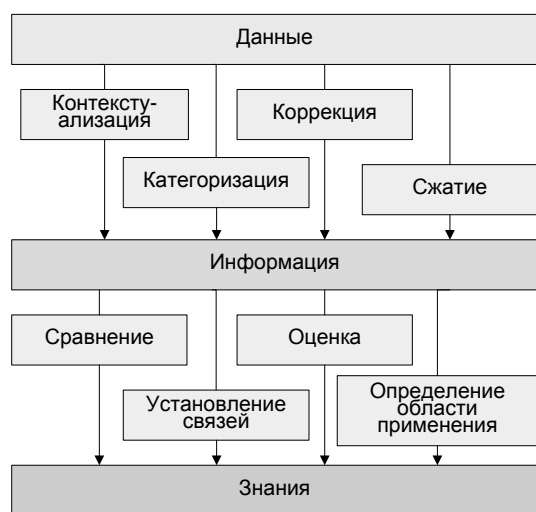 Данные
Контексту-
ализация
Коррекция
Категоризация
Сжатие
Информация
Сравнение
Оценка
Установление
связей
Определение
области
применения
Знания